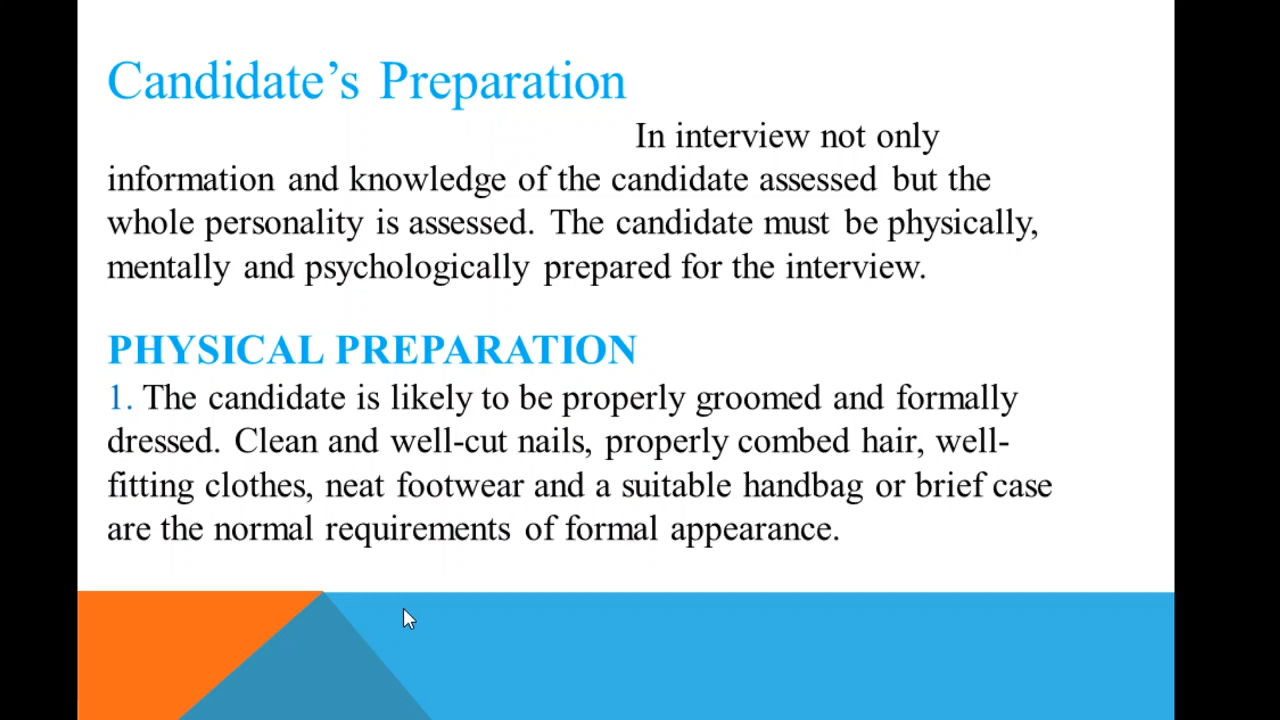 Candidate’s Preparation
In interview not only
information and knowledge of the candidate assessed but the
whole personality is assessed. The candidate must be physically,
mentally and psychologically prepared for the interview.
PHYSICAL PREPARATION
1. The candidate is likely to be properly groomed and formally
dressed. Clean and well-cut nails, properly combed hair, well-
fitting clothes, neat footwear and a suitable handbag or brief case
are the normal requirements of formal appearance.